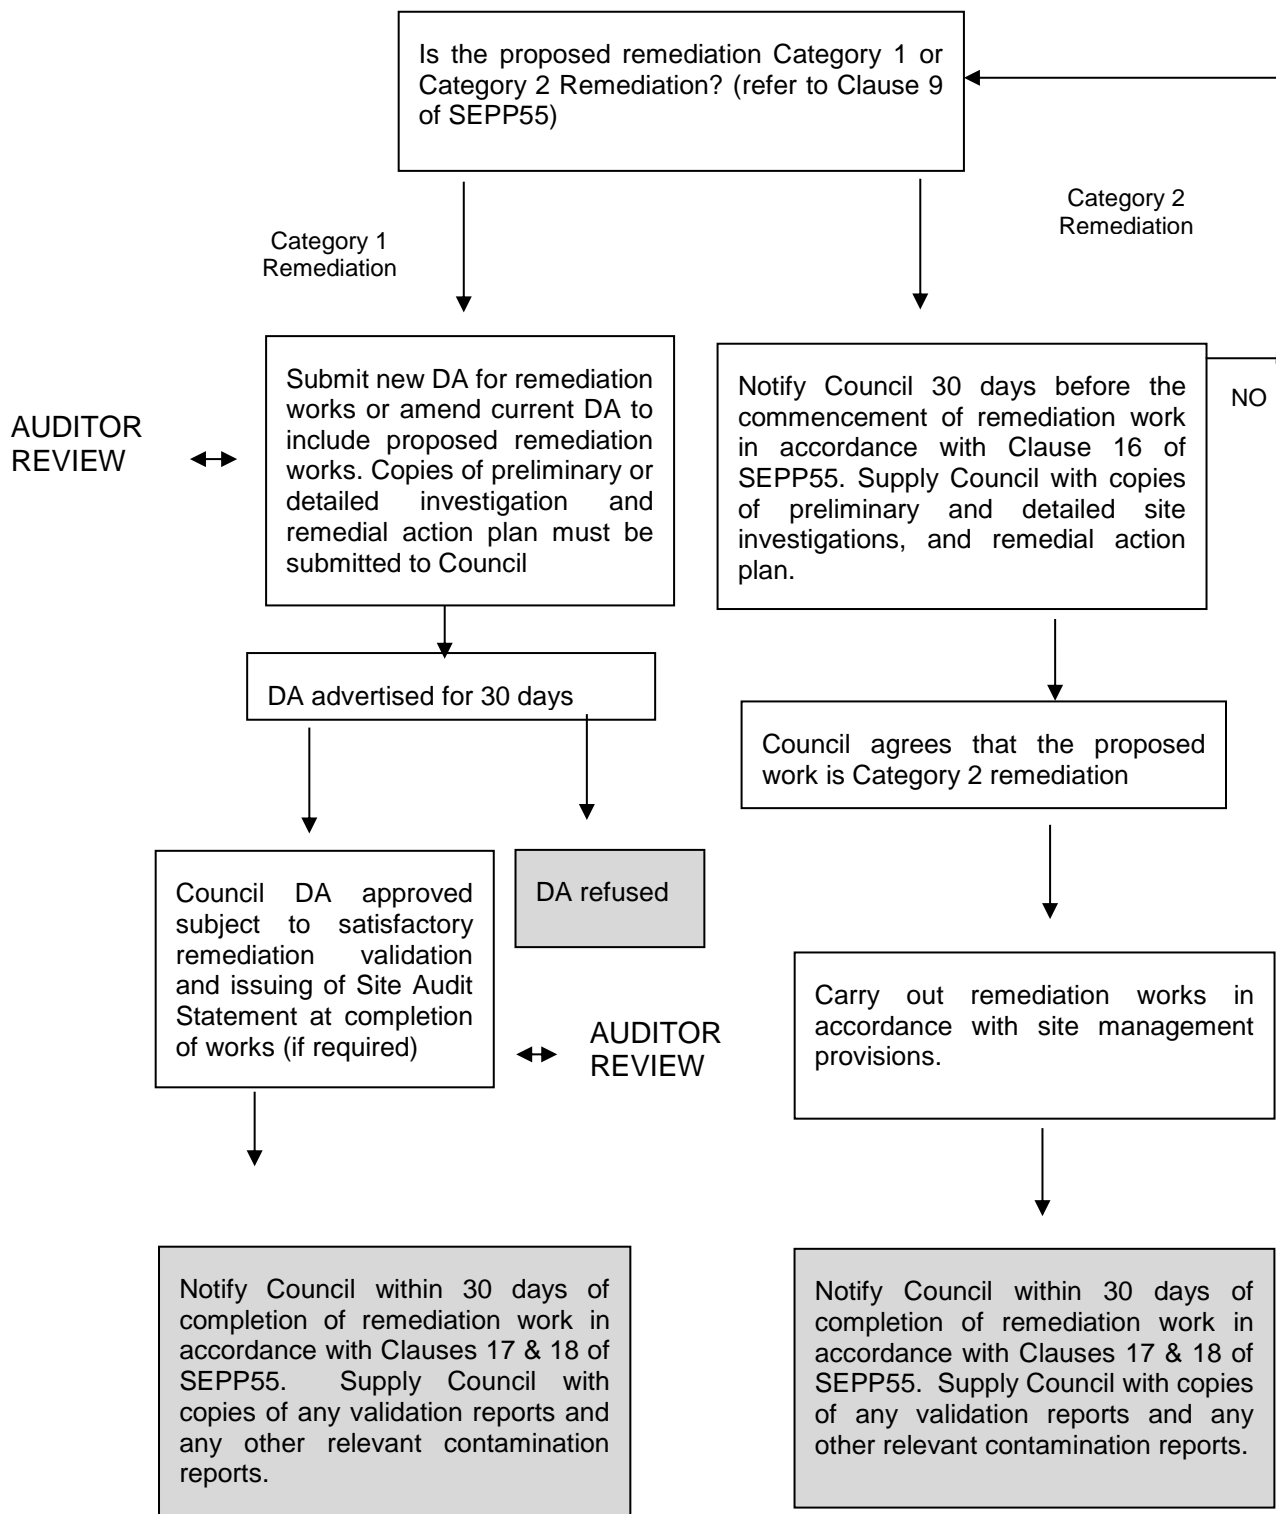 Is the proposed remediation Category 1 or
Category 2 Remediation? (refer to Clause 9
of SEPP55)
Category 2
Remediation
Category 1
Remediation
Submit new DA for remediation
works or amend current DA to
include proposed remediation
works. Copies of preliminary or
detailed investigation and
remedial action plan must be
submitted to Council
AUDITOR
REVIEW
Notify Council 30 days before the
commencement of remediation work
in accordance with Clause 16 of
SEPP55. Supply Council with copies
of preliminary and detailed site
investigations, and remedial action
plan.
NO
DA advertised for 30 days
Council agrees that the proposed
work is Category 2 remediation
Council DA approved
subject to satisfactory
remediation validation
and issuing of Site Audit
Statement at completion
of works (if required)
DA refused
AUDITOR
REVIEW
Carry out remediation works in
accordance with site management
provisions.
Notify Council within 30 days of
completion of remediation work in
accordance with Clauses 17 & 18 of
SEPP55. Supply Council with
copies of any validation reports and
any other relevant contamination
reports.
Notify Council within 30 days of
completion of remediation work in
accordance with Clauses 17 & 18 of
SEPP55. Supply Council with copies
of any validation reports and any
other relevant contamination reports.